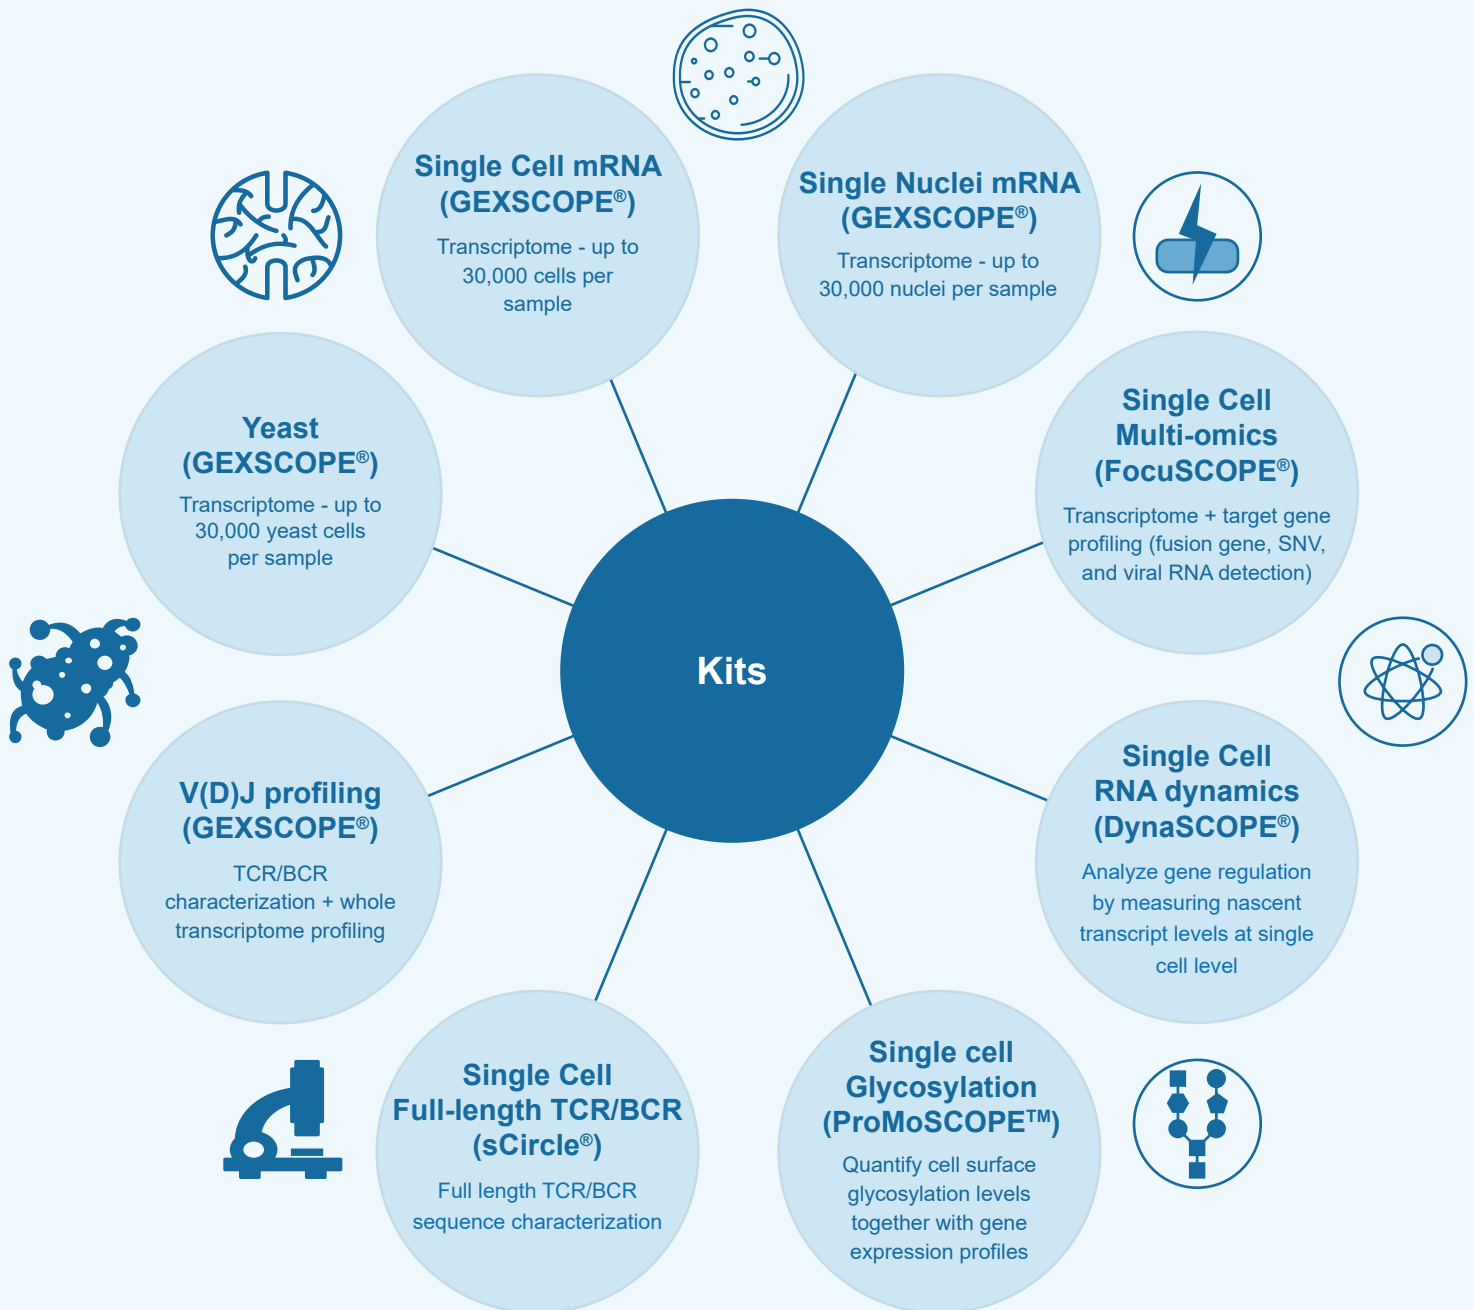 Single Cell mRNA
(GEXSCOPE®)
Transcriptome - up to
30,000 cells per
sample
Single Nuclei mRNA
(GEXSCOPE®)
Transcriptome - up to
30,000 nuclei per sample
Yeast
(GEXSCOPE®)
Transcriptome - up to
30,000 yeast cells
per sample
Single Cell
Multi-omics
(FocuSCOPE®)
Transcriptome + target gene
profiling (fusion gene, SNV,
and viral RNA detection)
Kits
V(D)J profiling
(GEXSCOPE®)
TCR/BCR
characterization + whole
transcriptome profiling
Single Cell
RNA dynamics
(DynaSCOPE®)
Analyze gene regulation
by measuring nascent
transcript levels at single
cell level
Single Cell
Full-length TCR/BCR
(sCircle®)
Full length TCR/BCR
sequence characterization
Single cell
Glycosylation
(ProMoSCOPE™)
Quantify cell surface
glycosylation levels
together with gene
expression profiles